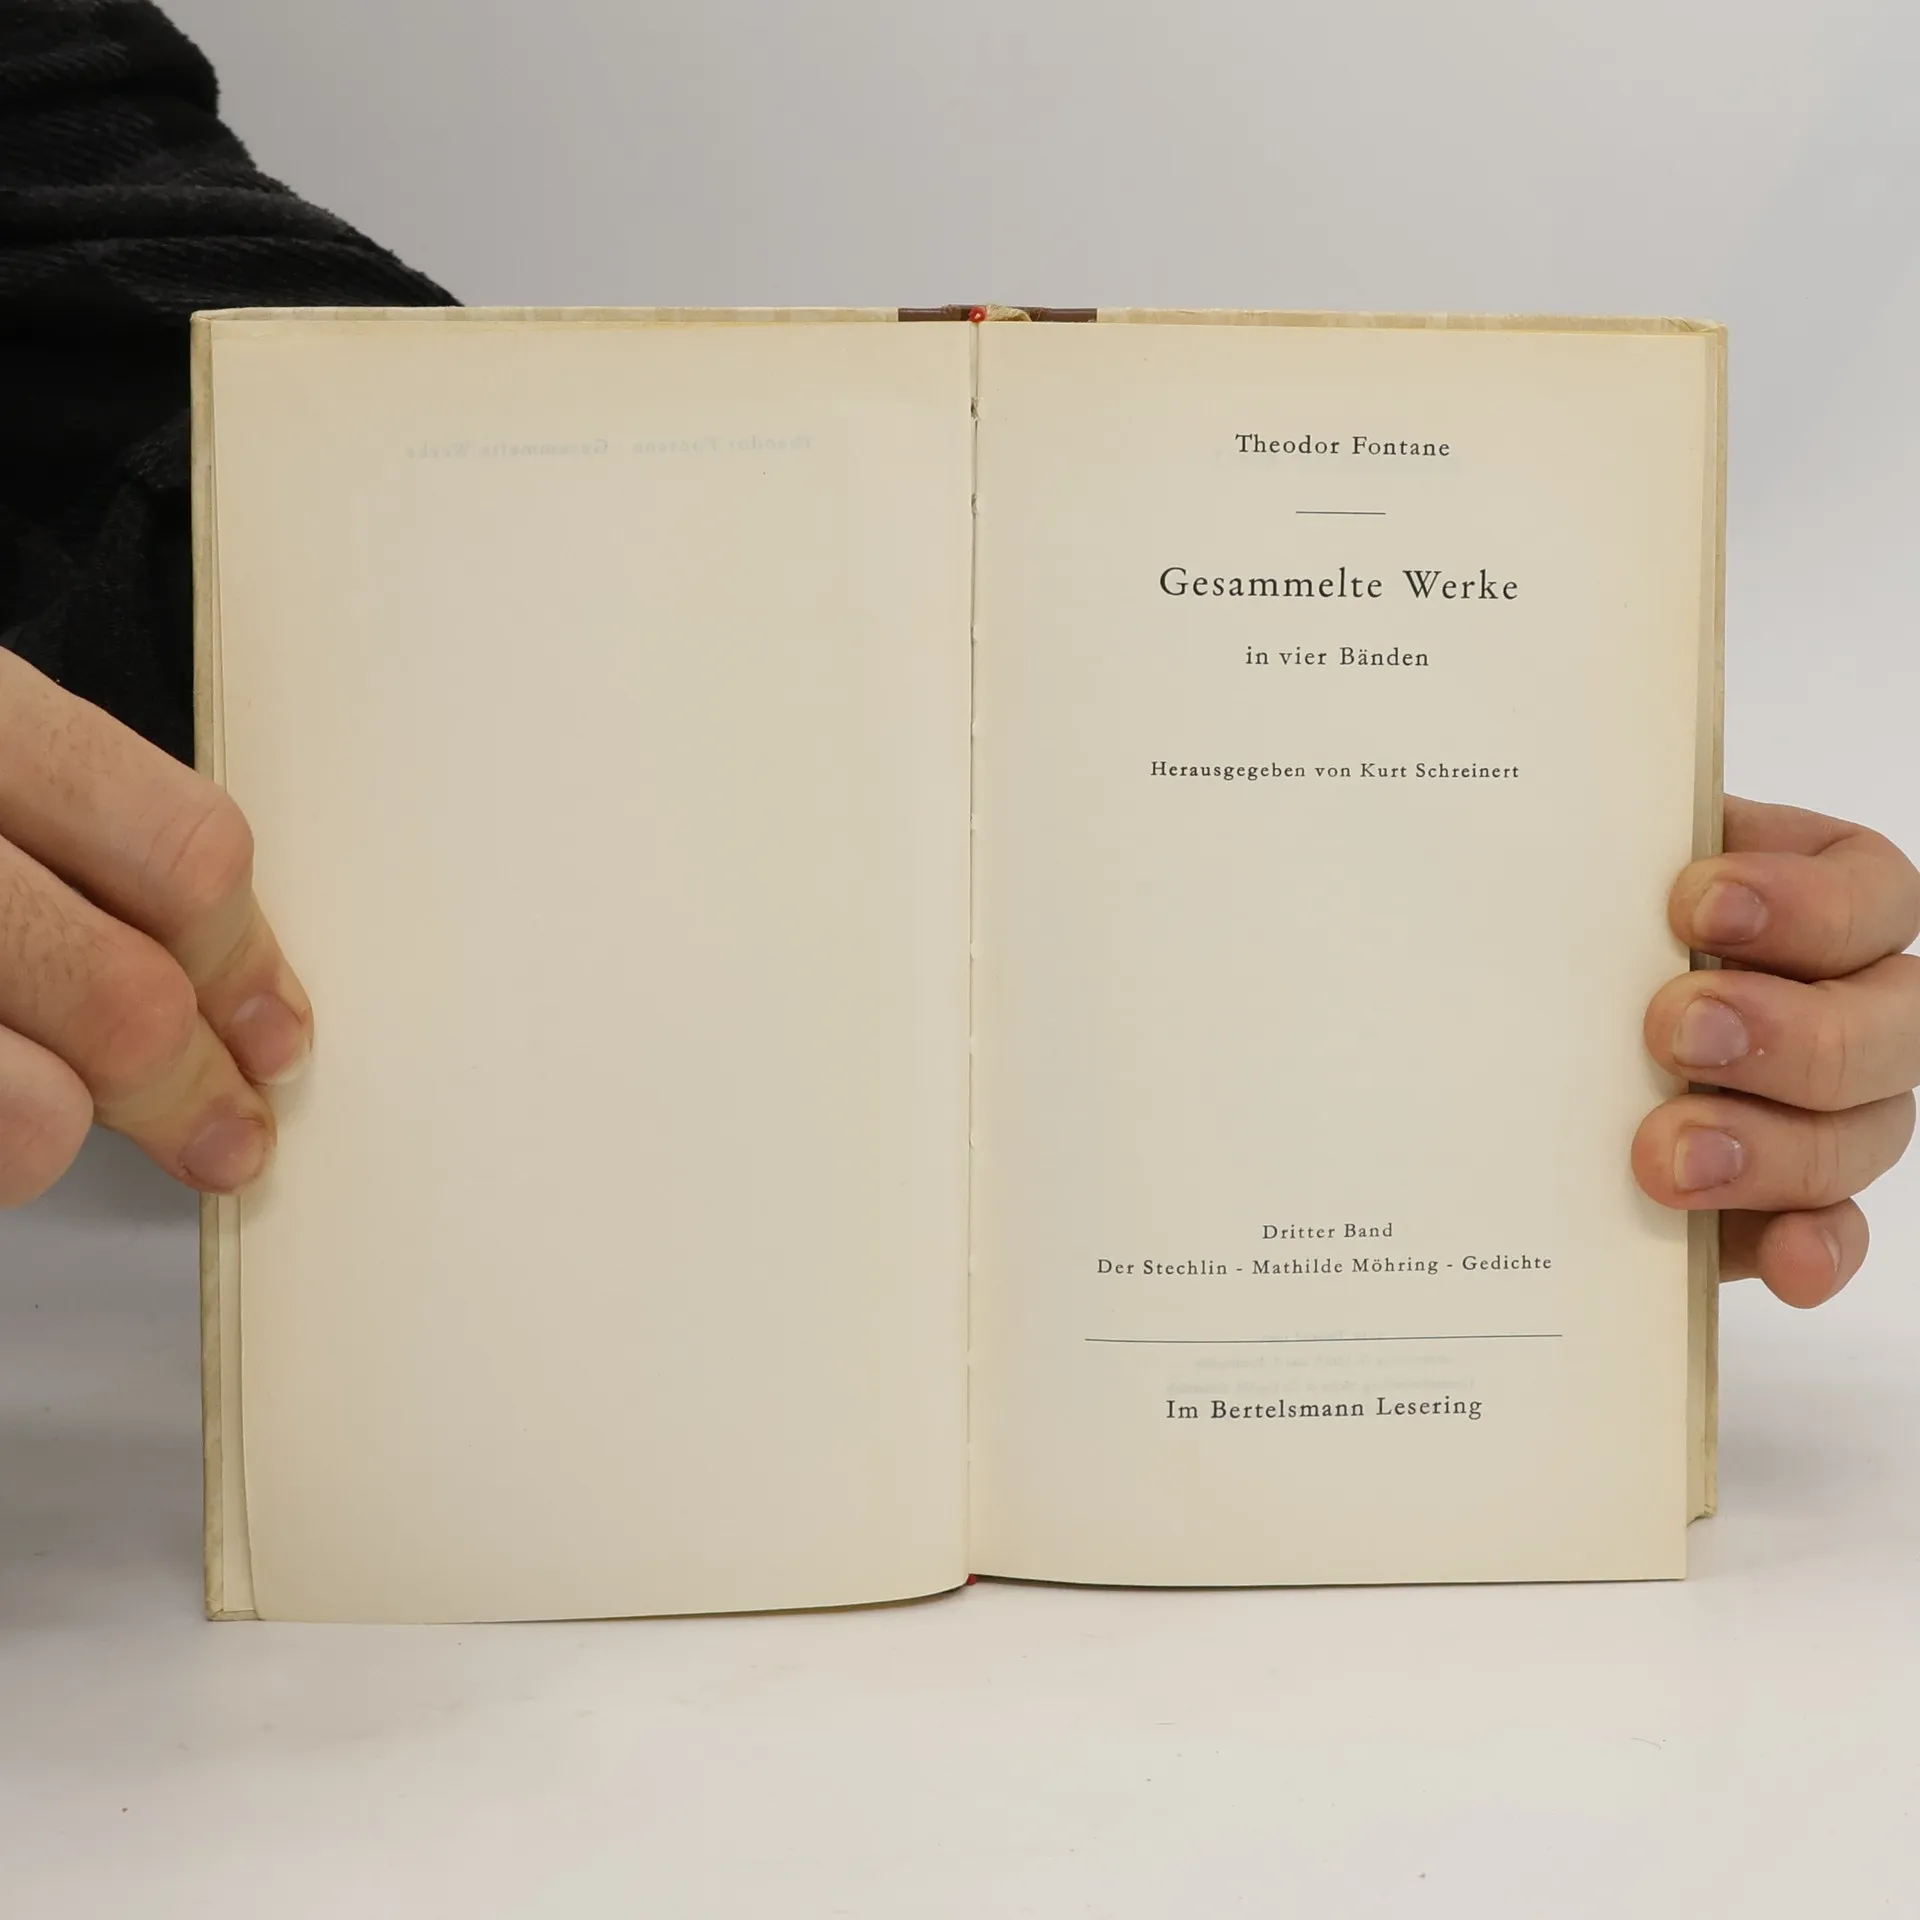 Theodor Fontane
Gesammelte Werke
in vier Bänden
Herausgegeben von Kurt Schreinert
Dritter Band
Der Stechlin - Mathilde Möhring - Gedichte
Im Bertelsmann Lesering